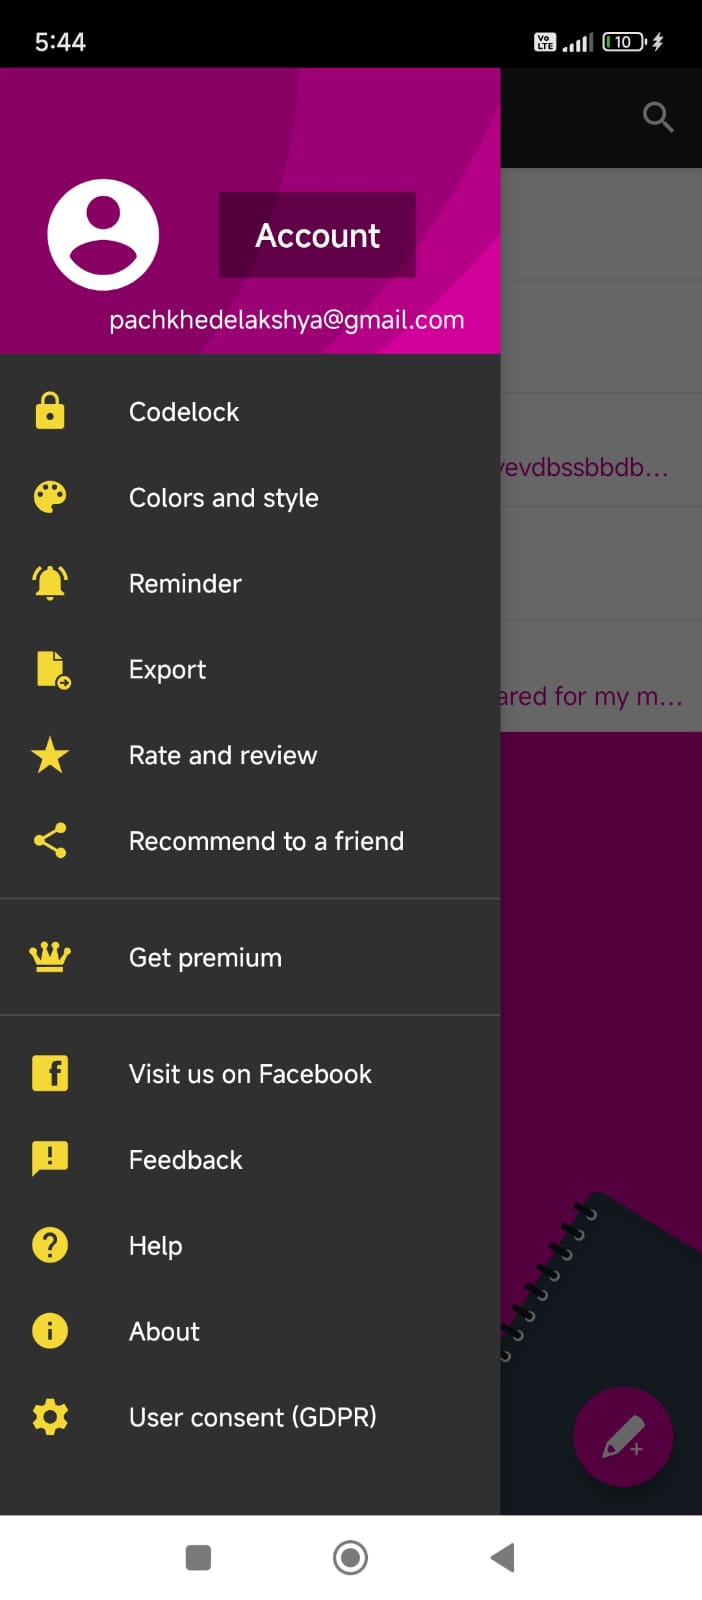 5:44
Vo
LTE
10
Account
pachkhedelakshya@gmail.com
Codelock
Colors and style
evdbssbbdb...
Reminder
Export
ared for my m...
Rate and review
Recommend to a friend
Get premium
Visit us on Facebook
Feedback
Help
About
User consent (GDPR)